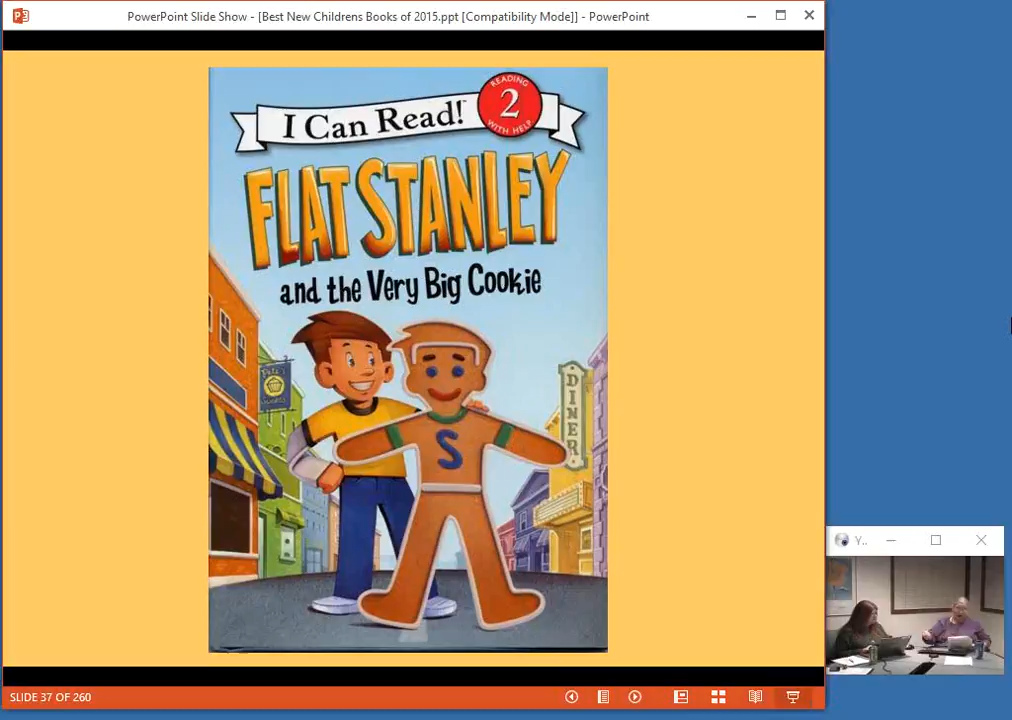 PowerPoint Slide Show - [Best New Childrens Books of 2015.ppt [Compatibility Mode]] - PowerPoint
READING
2
WITH HELP
I Can Read!
FLAT STANLEY
and the Very Big Cookie
Pete's
DINER
S
Y..
SLIDE 37 OF 260